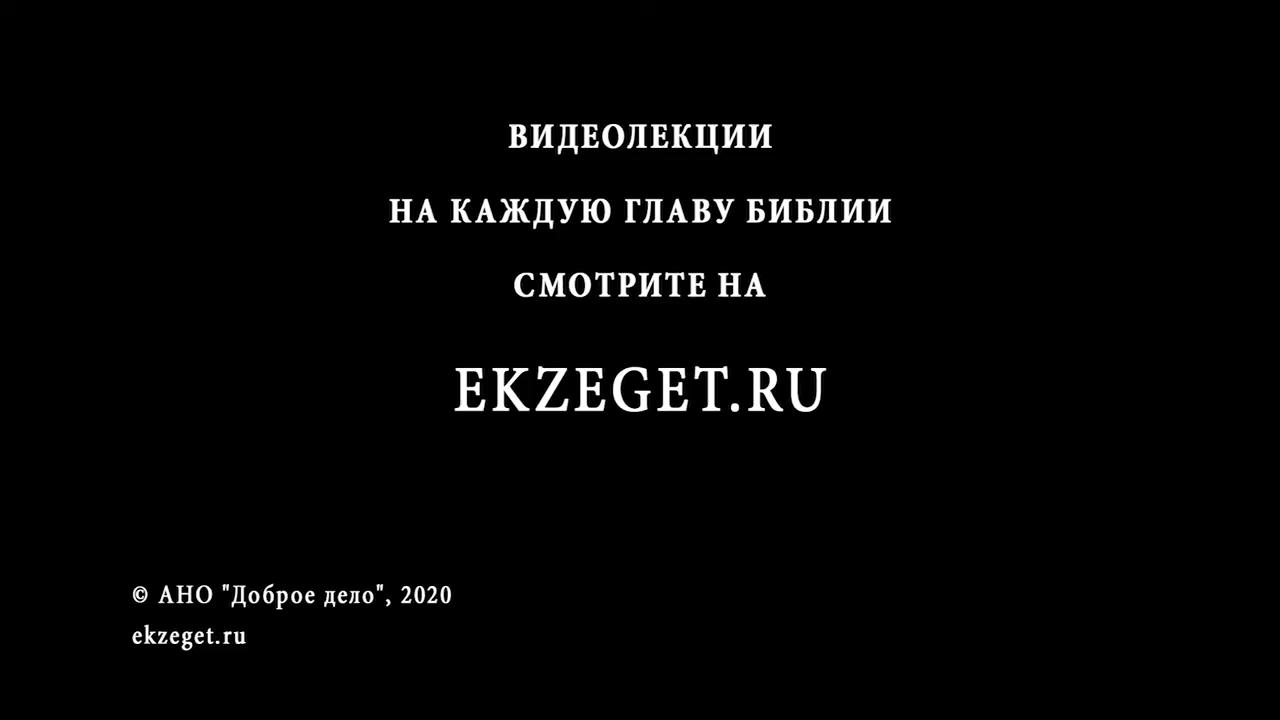 ВИДЕОЛЕКЦИИ
НА КАЖДУЮ ГЛАВУ БИБЛИИ
СМОТРИТЕ НА
EKZEGET.RU
© АНО "Доброе дело", 2020
ekzeget.ru